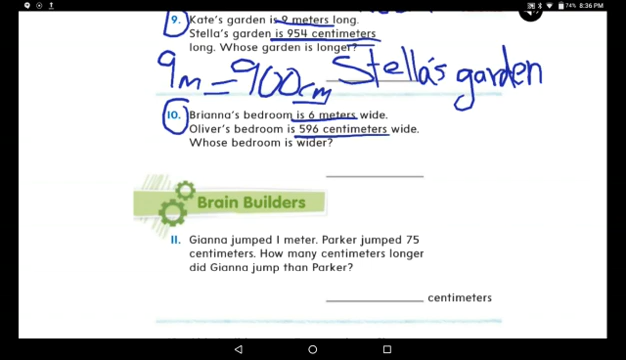 74% 8:36 PM
9. Kate's garden is 9 meters long.
Stella's garden is 954 centimeters
long. Whose garden is longer?
9m = 900cm Stella's garden
10. Brianna's bedroom is 6 meters wide.
Oliver's bedroom is 596 centimeters wide.
Whose bedroom is wider?
Brain Builders
11. Gianna jumped 1 meter. Parker jumped 75
centimeters. How many centimeters longer
did Gianna jump than Parker?
centimeters